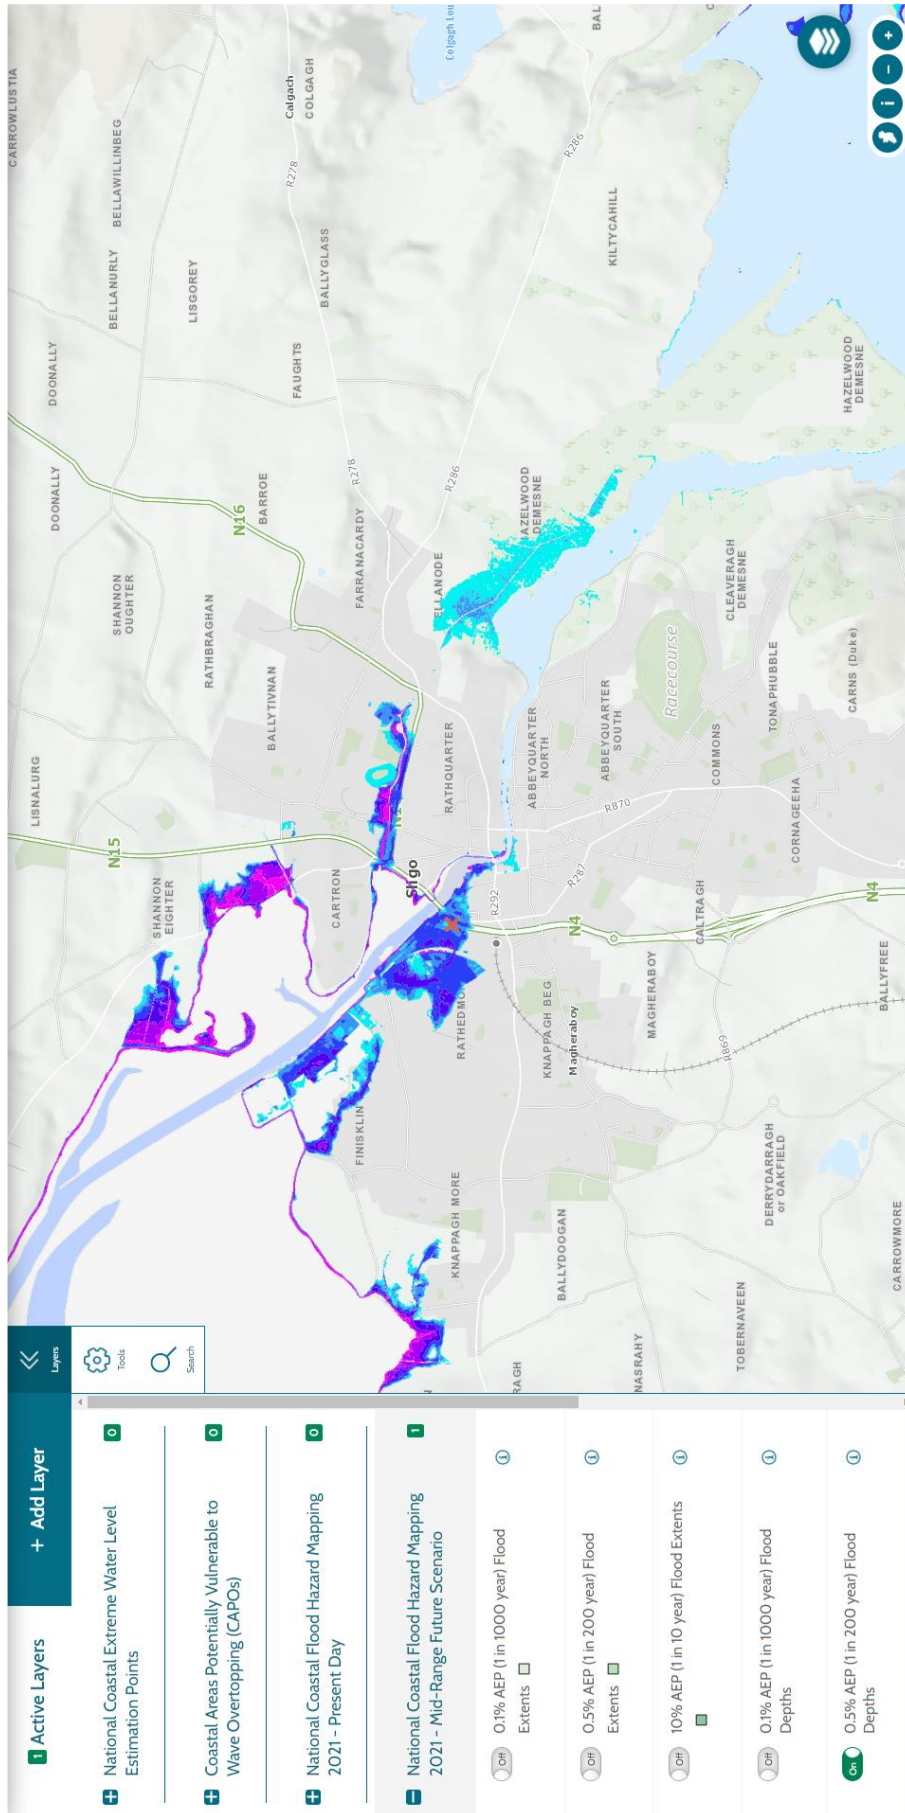 1 Active Layers
+ Add Layer
Layers
Tools
Search
National Coastal Extreme Water Level
Estimation Points
0
Coastal Areas Potentially Vulnerable to
Wave Overtopping (CAPOs)
0
National Coastal Flood Hazard Mapping
2021 - Present Day
0
National Coastal Flood Hazard Mapping
2021 - Mid-Range Future Scenario
1
Off
0.1% AEP (1 in 1000 year) Flood
Extents
Off
0.5% AEP (1 in 200 year) Flood
Extents
Off
10% AEP (1 in 10 year) Flood Extents
Off
0.1% AEP (1 in 1000 year) Flood
Depths
On
0.5% AEP (1 in 200 year) Flood
Depths
CARROWLUSTIA
LISNALURG
DOONALLY
DOONALLY
BELLANURLY
BELLAWILLINBEG
N15
SHANNON
OUGHTER
SHANNON
EIGHTER
LISGOREY
RATHBRAGHAN
N16
BARROE
BALLYTIVNAN
Calgach
COLGAGH
R278
BALLYGLASS
FAUGHTS
CARTRON
FARRANACARDY
R278
FINISKLIN
Sligo
Colgagh Lou
RATHQUARTER
R286
R286
KNAPPAGH MORE
R292
HAZELWOOD
DEMESNE
ABBEYQUARTER
NORTH
KNAPPAGH BEG
Magheraboy
BALLYDOOGAN
R287
N4
R870
ABBEYQUARTER
SOUTH
KILTYCAHILL
NASRAHY
MAGHERABOY
Racecourse
CALTRAGH
COMMONS
R869
CLEAVERAGH
DEMESNE
TOBERNAVEEN
DERRYDARRAGH
or OAKFIELD
TONAPHUBBLE
CORNAGEEHA
HAZELWOOD
DEMESNE
CARNS (Duke)
CARROWMORE
BALLYFREE
N4